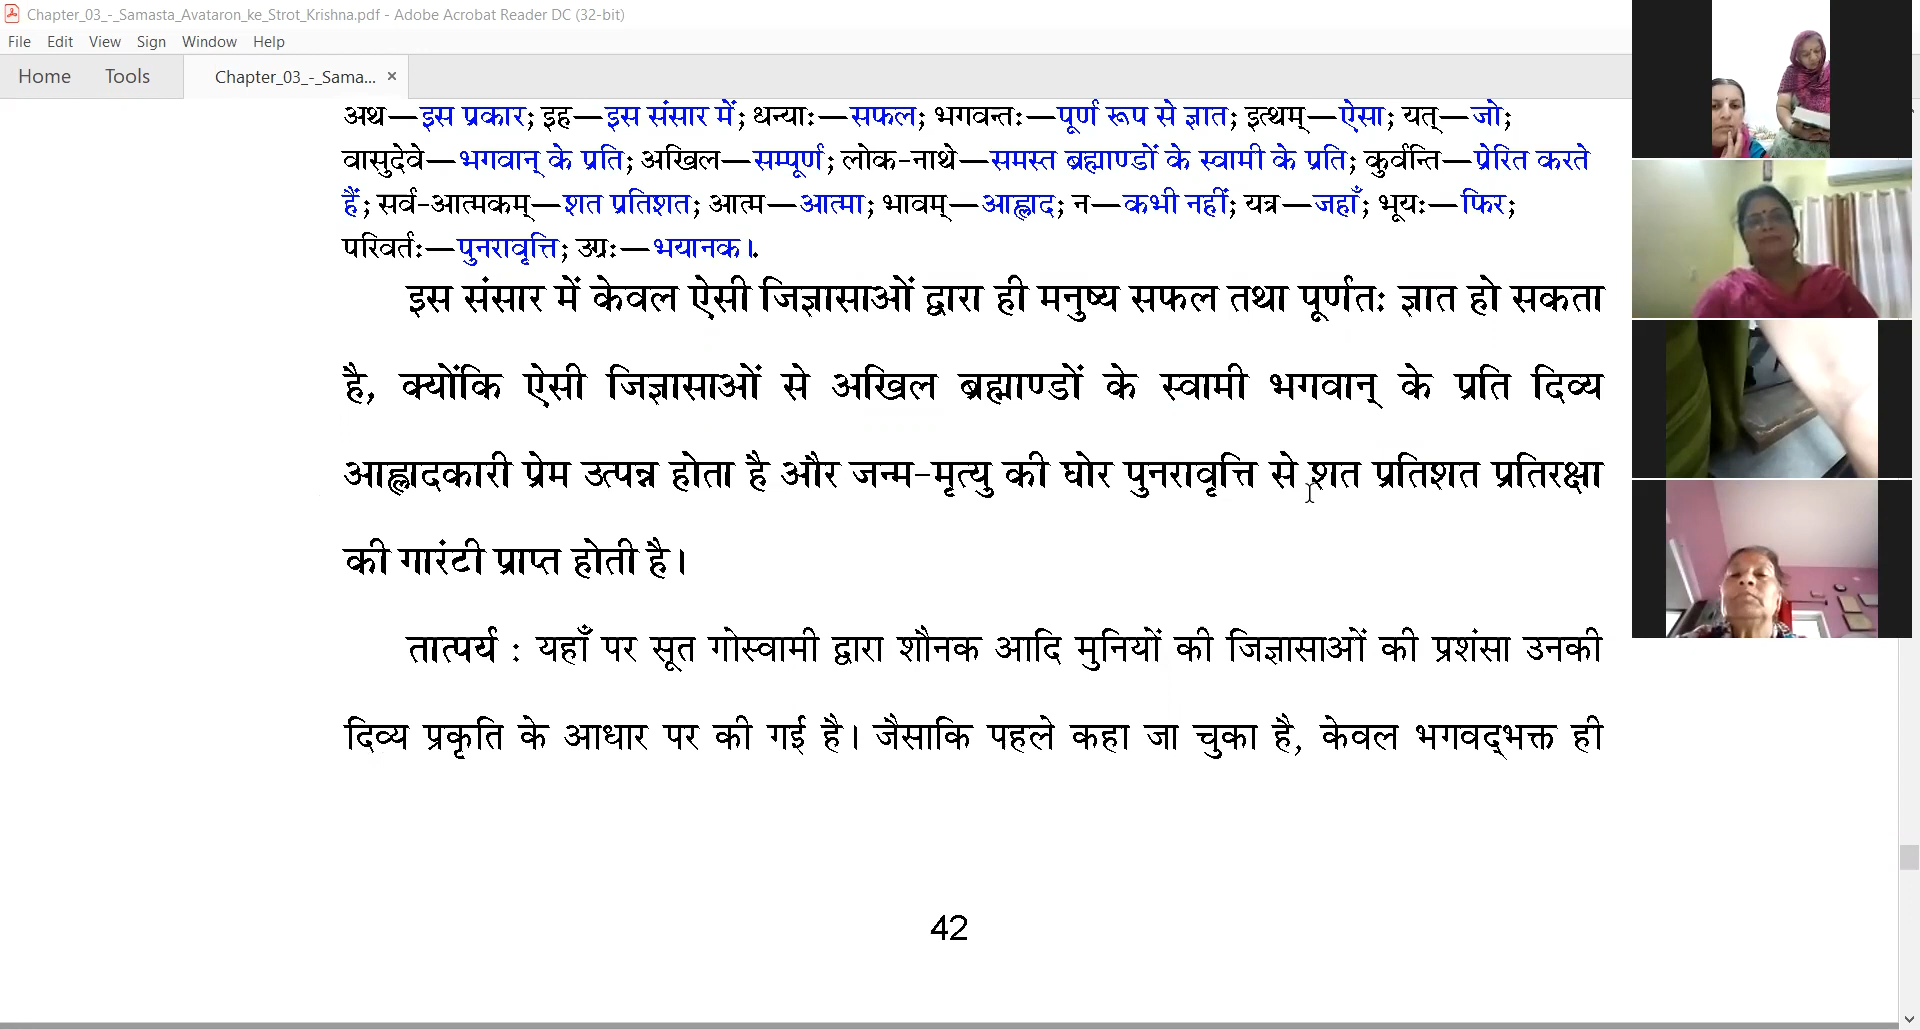 Chapter_03_-_Samasta_Avataron_ke_Strot_Krishna.pdf - Adobe Acrobat Reader DC (32-bit)
File Edit View Sign Window Help
Home Tools Chapter_03_-_Sama... ×
अथ—इस प्रकार; इह—इस संसार में; धन्याः—सफल; भगवन्तः—पूर्ण रूप से ज्ञात; इत्थम्—ऐसा; यत्—जो;
वासुदेवे—भगवान् के प्रति; अखिल—सम्पूर्ण; लोक-नाथे—समस्त ब्रह्माण्डों के स्वामी के प्रति; कुर्वन्ति—प्रेरित करते
हैं; सर्व-आत्मकम्—शत प्रतिशत; आत्म—आत्मा; भावम्—आह्लाद; न—कभी नहीं; यत्र—जहाँ; भूयः—फिर;
परिवर्तः—पुनरावृत्ति; उग्रः—भयानक।.
इस संसार में केवल ऐसी जिज्ञासाओं द्वारा ही मनुष्य सफल तथा पूर्णतः ज्ञात हो सकता
है, क्योंकि ऐसी जिज्ञासाओं से अखिल ब्रह्माण्डों के स्वामी भगवान् के प्रति दिव्य
आह्लादकारी प्रेम उत्पन्न होता है और जन्म-मृत्यु की घोर पुनरावृत्ति से शत प्रतिशत प्रतिरक्षा
की गारंटी प्राप्त होती है।
तात्पर्य : यहाँ पर सूत गोस्वामी द्वारा शौनक आदि मुनियों की जिज्ञासाओं की प्रशंसा उनकी
दिव्य प्रकृति के आधार पर की गई है। जैसाकि पहले कहा जा चुका है, केवल भगवद्भक्त ही
42